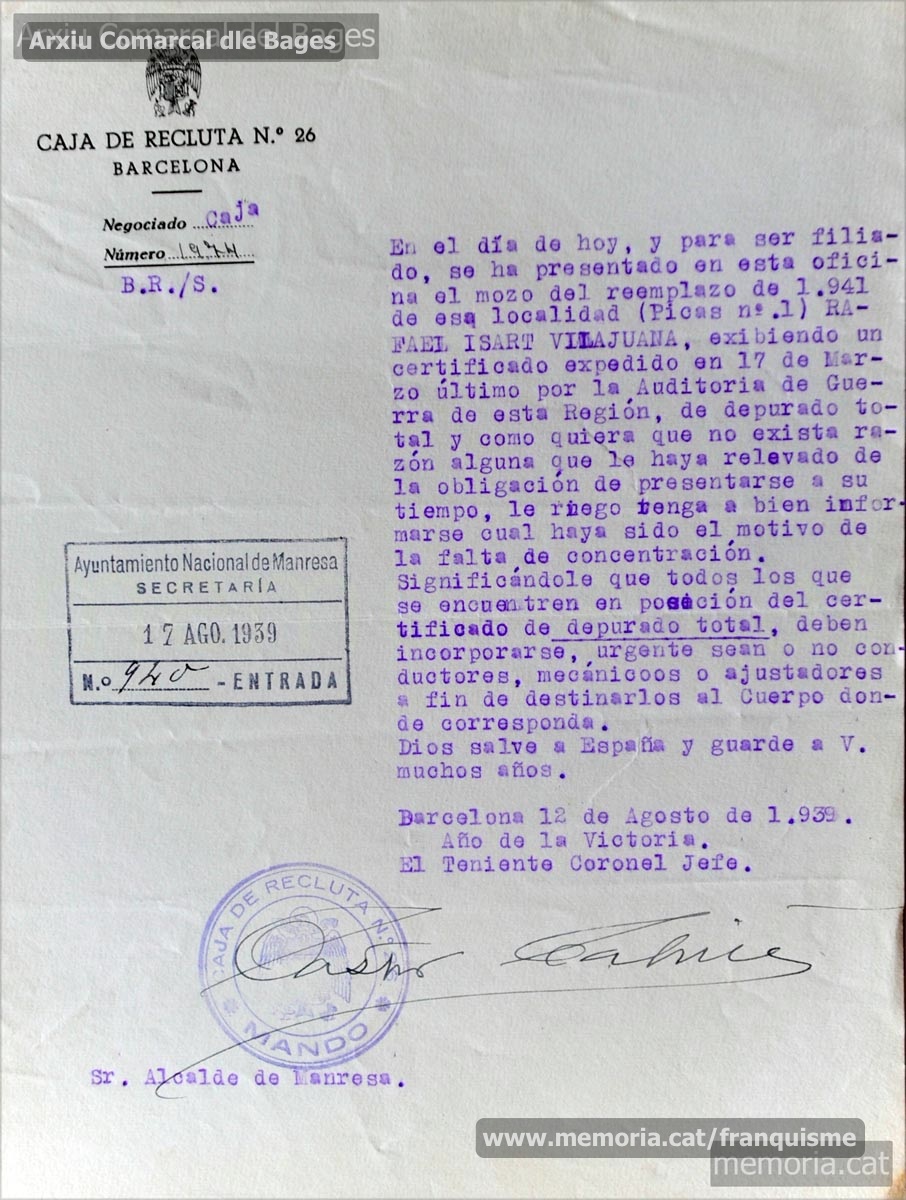 Arxiu Comarcal del Bages
Arxiu Comarcal dle Bages
CAJA DE RECLUTA N.º 26
BARCELONA
Negociado Caja
Número 1974
B.R./S.
En el día de hoy, y para ser filia-
do, se ha presentado en esta ofici-
na el mozo del reemplazo de 1.941
de esa localidad (Picas nº.1) RA-
FAEL ISART VILAJUANA, exibiendo un
certificado expedido en 17 de Mar-
zo último por la Auditoria de Gue-
rra de esta Región, de depurado to-
tal y como quiera que no exista ra-
zón alguna que le haya relevado de
la obligación de presentarse a su
tiempo, le ruego tenga a bien infor-
marse cual haya sido el motivo de
la falta de concentración.
Significándole que todos los que
se encuentren en posición del cer-
tificado de depurado total, deben
incorporarse, urgente sean o no con-
ductores, mecánicoos o ajustadores
a fin de destinarlos al Cuerpo don-
de corresponda.
Dios salve a España y guarde a V.
muchos años.
Ayuntamiento Nacional de Manresa
SECRETARÍA
17 AGO. 1939
N.º 940 - ENTRADA
Barcelona 12 de Agosto de 1.939.
Año de la Victoria.
El Teniente Coronel Jefe.
CAJA DE RECLUTA N.º 26
MANDO
Castro
Sr. Alcalde de Manresa.
www.memoria.cat/franquisme
memoria.cat